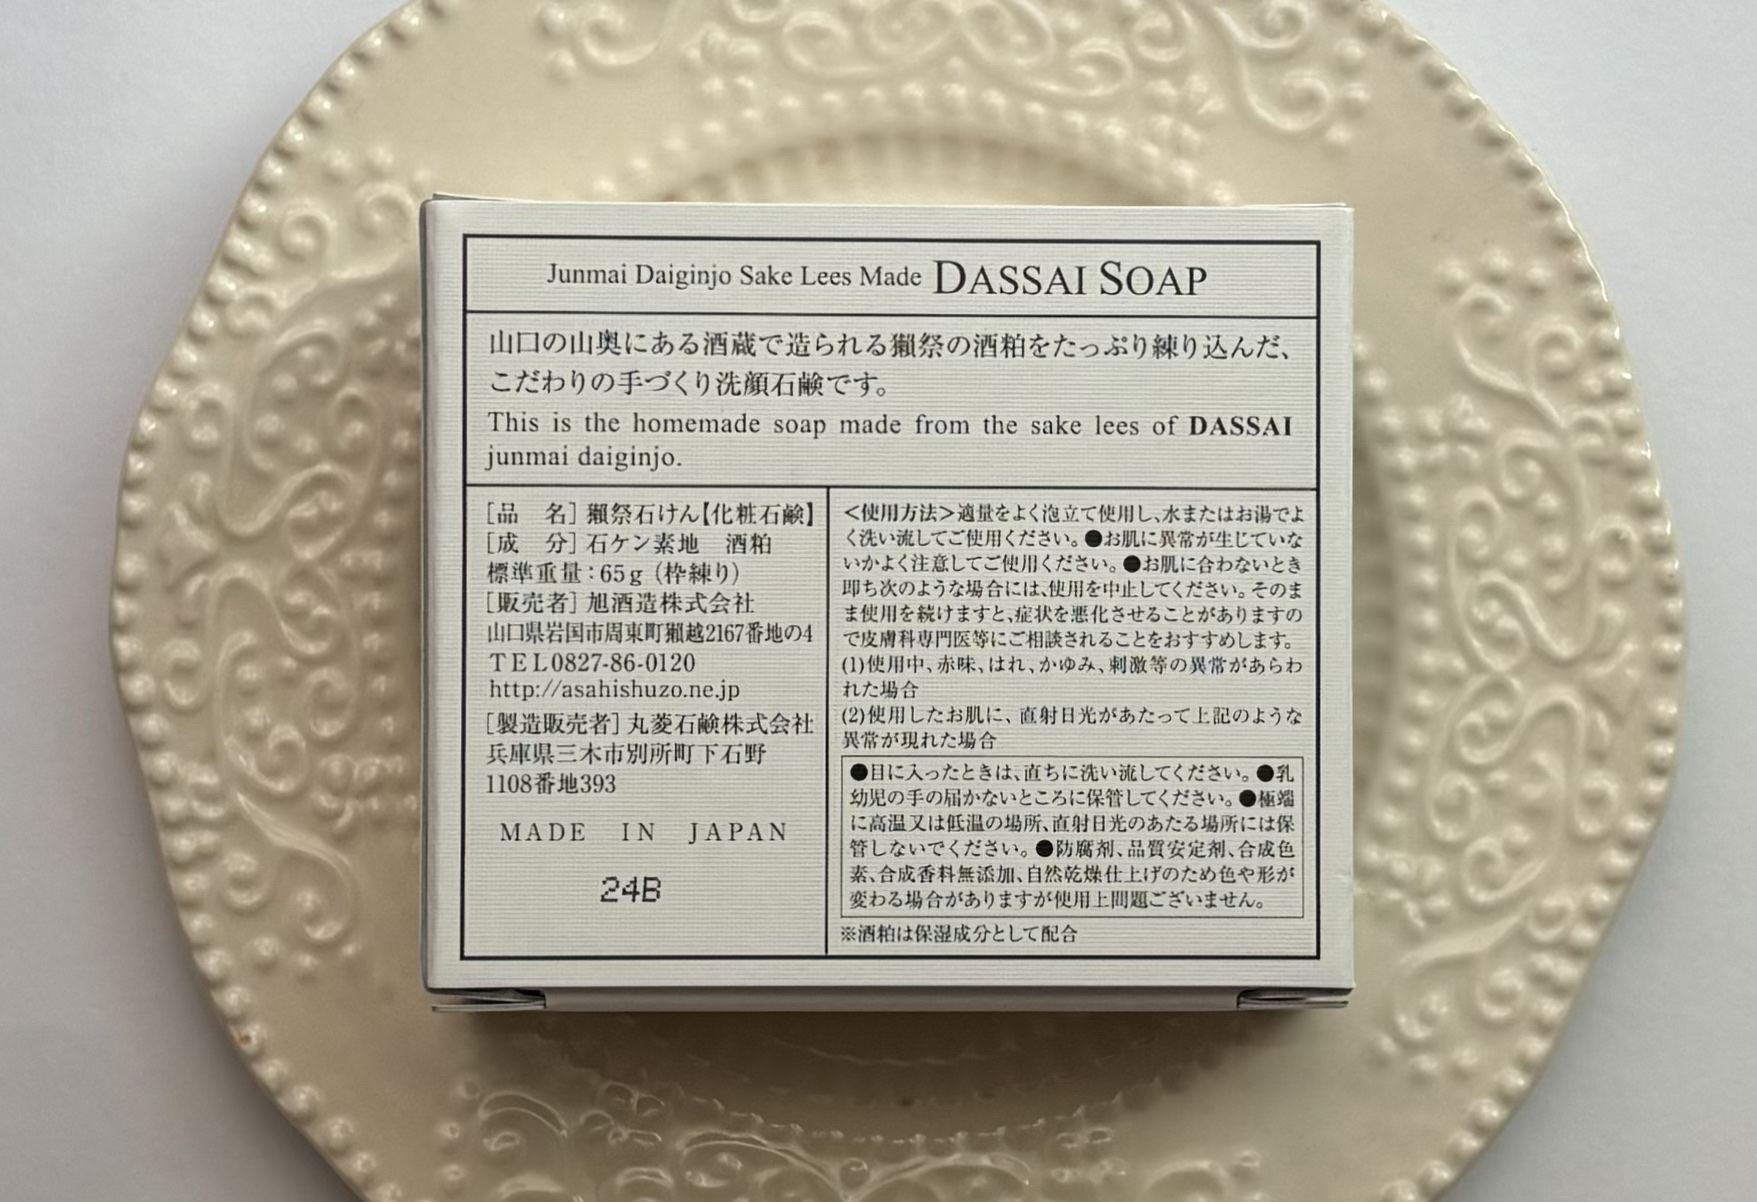 Junmai Daiginjo Sake Lees Made DASSAI SOAP
山口の山奥にある酒蔵で造られる獺祭の酒粕をたっぷり練り込んだ、
こだわりの手づくり洗顔石鹸です。
This is the homemade soap made from the sake lees of DASSAI
junmai daiginjo.
［品　名］獺祭石けん【化粧石鹸】
［成　分］石ケン素地　酒粕
標準重量：65g（枠練り）
［販売者］旭酒造株式会社
山口県岩国市周東町獺越2167番地の4
TEL0827-86-0120
http://asahishuzo.ne.jp
［製造販売者］丸菱石鹸株式会社
兵庫県三木市別所町下石野
1108番地393
MADE IN JAPAN
24B
＜使用方法＞適量をよく泡立て使用し、水またはお湯でよ
く洗い流してご使用ください。●お肌に異常が生じていな
いかよく注意してご使用ください。●お肌に合わないとき
即ち次のような場合には、使用を中止してください。そのま
ま使用を続けますと、症状を悪化させることがありますの
で皮膚科専門医等にご相談されることをおすすめします。
(1)使用中、赤味、はれ、かゆみ、刺激等の異常があらわ
れた場合
(2)使用したお肌に、直射日光があたって上記のような
異常が現れた場合
●目に入ったときは、直ちに洗い流してください。●乳
幼児の手の届かないところに保管してください。●極端
に高温又は低温の場所、直射日光のあたる場所には保
管しないでください。●防腐剤、品質安定剤、合成色
素、合成香料無添加、自然乾燥仕上げのため色や形が
変わる場合がありますが使用上問題ございません。
※酒粕は保湿成分として配合